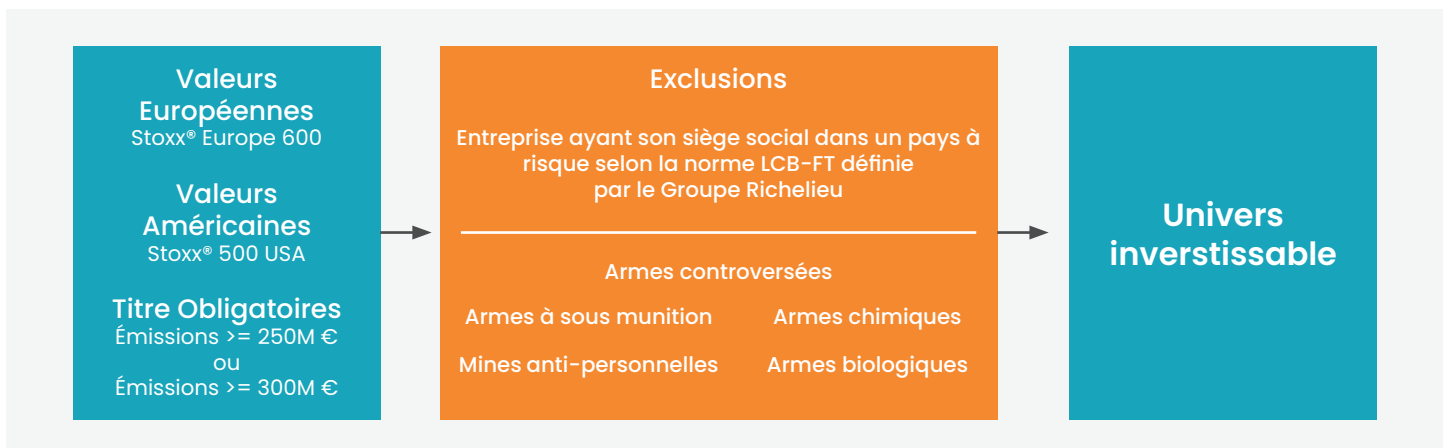 Valeurs
Européennes
Stoxx® Europe 600
Valeurs
Américaines
Stoxx® 500 USA
Titre Obligatoires
Émissions >= 250M €
ou
Émissions >= 300M €
Exclusions
Entreprise ayant son siège social dans un pays à
risque selon la norme LCB-FT définie
par le Groupe Richelieu
Armes controversées
Armes à sous munition
Armes chimiques
Mines anti-personnelles
Armes biologiques
Univers
inverstissable